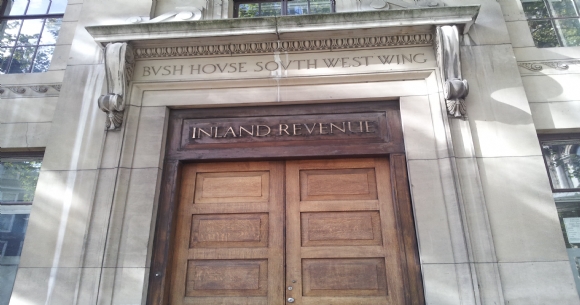 BVSH HOVSE SOVTH WEST WING
INLAND REVENUE